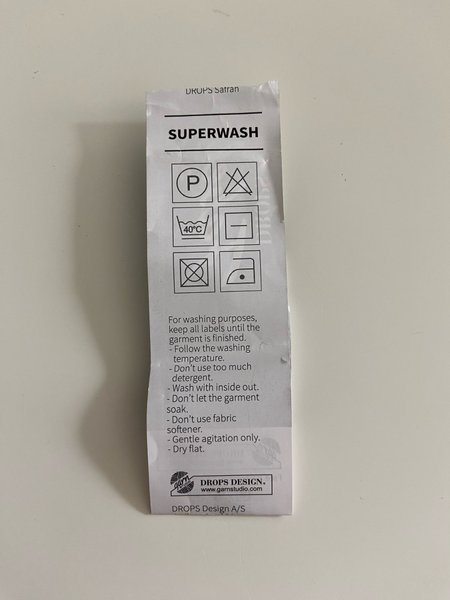 DROPS Safran
SUPERWASH
P
40°C
For washing purposes,
keep all labels until the
garment is finished.
- Follow the washing
temperature.
- Don't use too much
detergent.
- Wash with inside out.
- Don't let the garment
soak.
- Don't use fabric
softener.
- Gentle agitation only.
- Dry flat.
DROPS DESIGN®
www.garnstudio.com
DROPS Design A/S